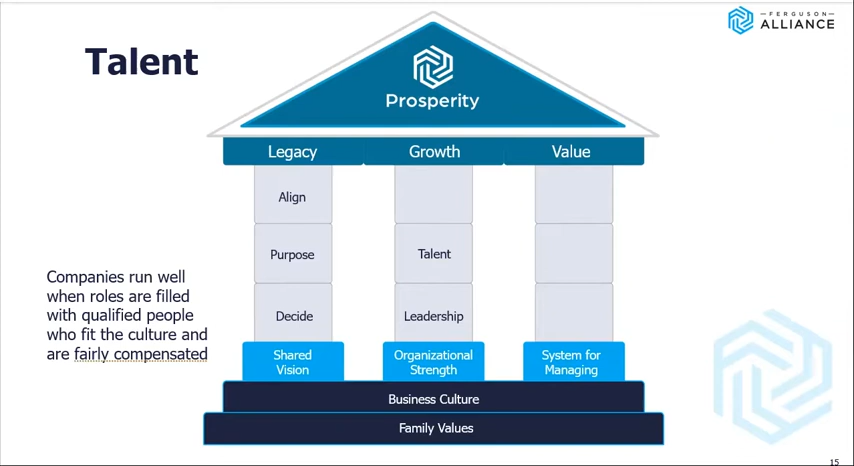 Talent
FERGUSON
ALLIANCE
Prosperity
Legacy
Growth
Value
Align
Purpose
Talent
Decide
Leadership
Companies run well
when roles are filled
with qualified people
who fit the culture and
are fairly compensated
Shared
Vision
Organizational
Strength
System for
Managing
Business Culture
Family Values
15